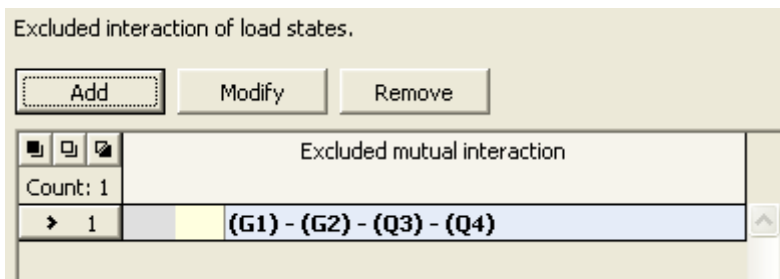 Excluded interaction of load states.
Add Modify Remove
Excluded mutual interaction
Count: 1
1 (G1) - (G2) - (Q3) - (Q4)